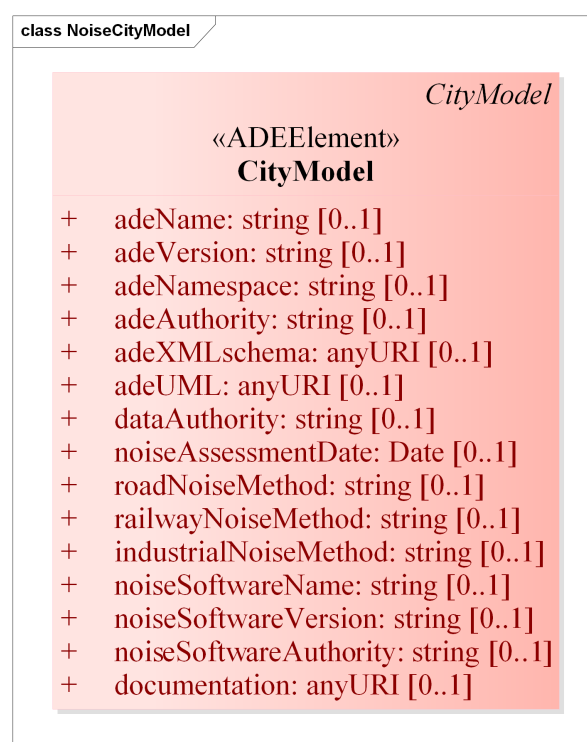 class NoiseCityModel
CityModel
«ADEElement»
CityModel
+ adeName: string [0..1]
+ adeVersion: string [0..1]
+ adeNamespace: string [0..1]
+ adeAuthority: string [0..1]
+ adeXMLschema: anyURI [0..1]
+ adeUML: anyURI [0..1]
+ dataAuthority: string [0..1]
+ noiseAssessmentDate: Date [0..1]
+ roadNoiseMethod: string [0..1]
+ railwayNoiseMethod: string [0..1]
+ industrialNoiseMethod: string [0..1]
+ noiseSoftwareName: string [0..1]
+ noiseSoftwareVersion: string [0..1]
+ noiseSoftwareAuthority: string [0..1]
+ documentation: anyURI [0..1]